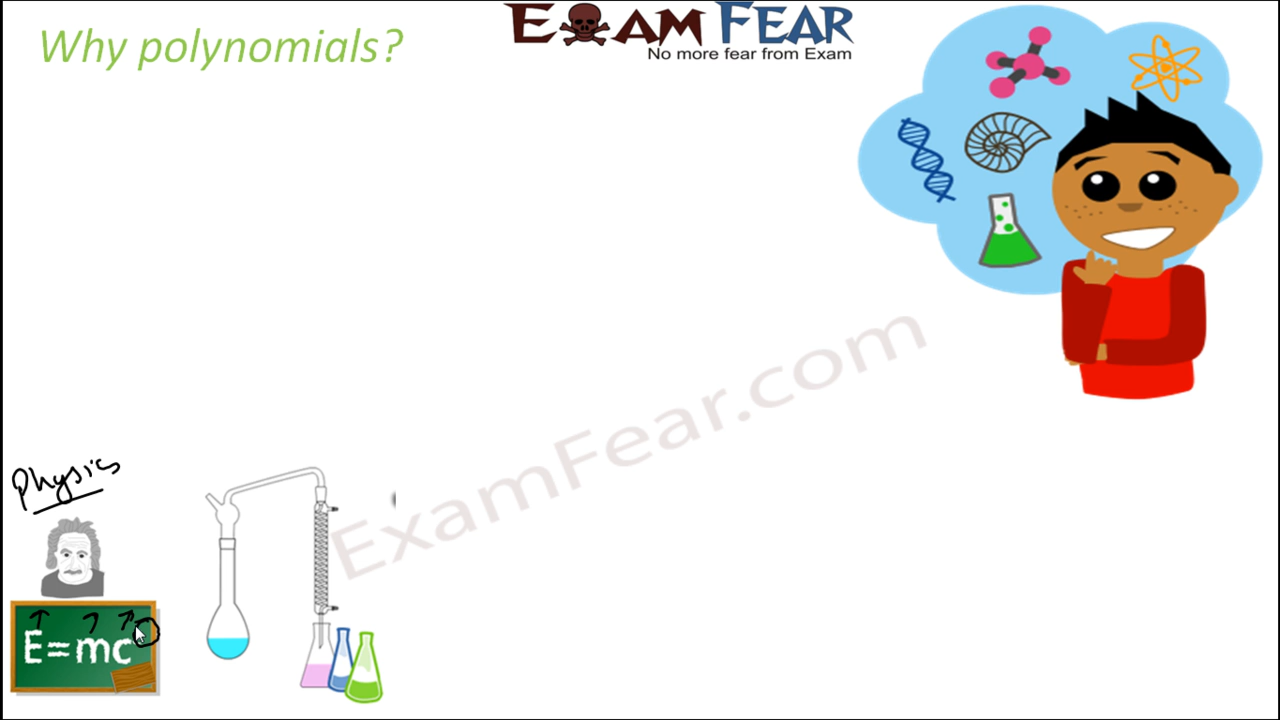 Why polynomials?
EXAM FEAR
No more fear from Exam
ExamFear.com
Physics
E=mc